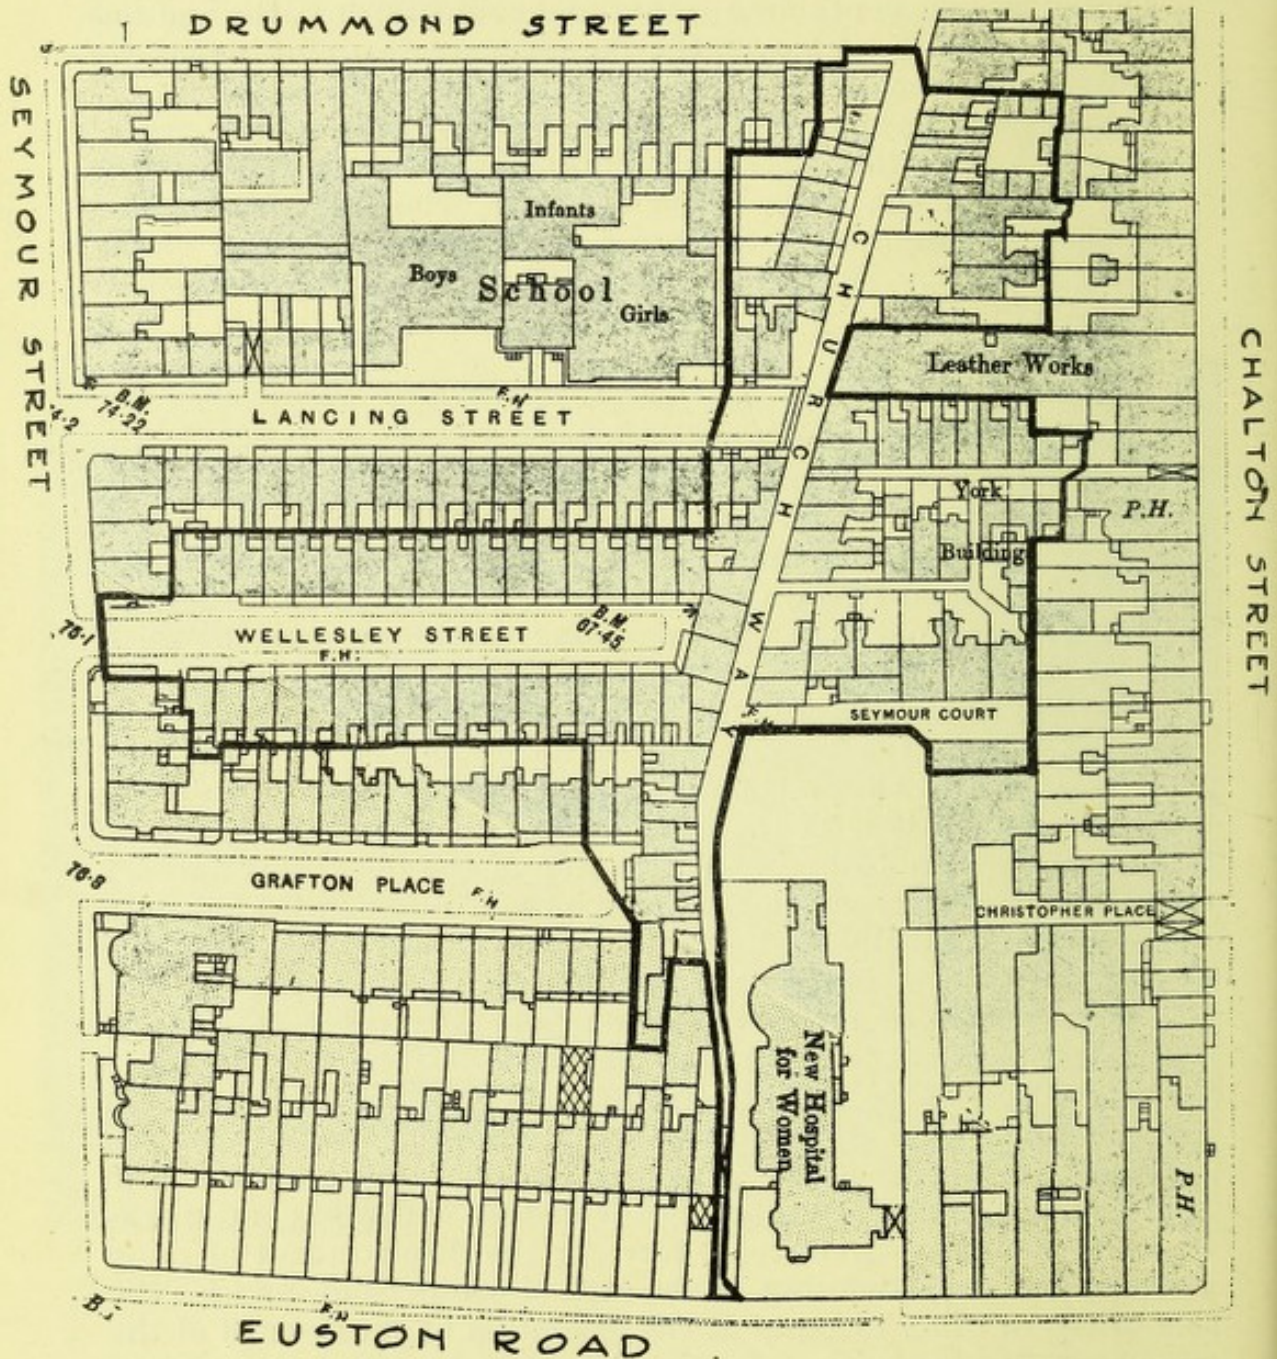 DRUMMOND STREET
SEYMOUR STREET
Infants
Boys
School
Girls
CHURCH WAY
Leather Works
CHALTON STREET
B.M.
74·22
F.H
LANCING STREET
York
Building
P.H.
76·1
WELLESLEY STREET
F.H.
B.M.
67·45
SEYMOUR COURT
76·8
GRAFTON PLACE
F.H
CHRISTOPHER PLACE
New Hospital
for Women
P.H.
F.H
EUSTON ROAD